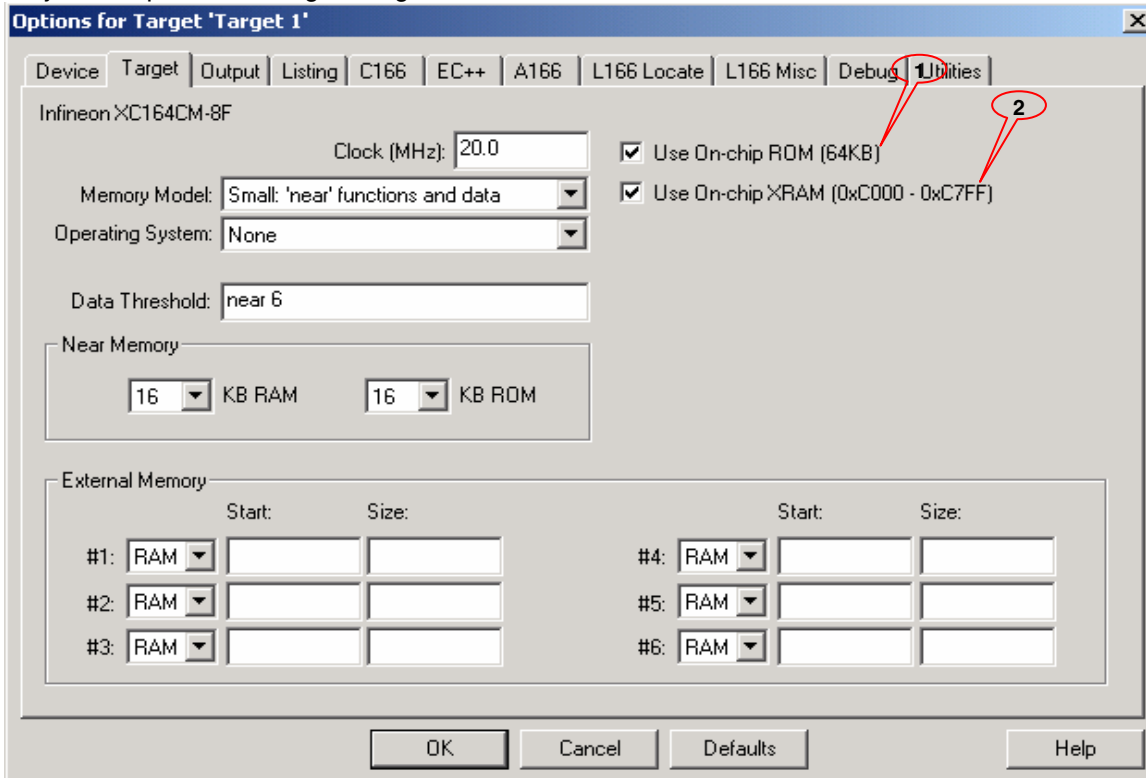 Options for Target 'Target 1'
Device Target Output Listing C166 EC++ A166 L166 Locate L166 Misc Debug Utilities
1
2
Infineon XC164CM-8F
Clock (MHz): 20.0
Use On-chip ROM (64KB)
Memory Model: Small: 'near' functions and data
Use On-chip XRAM (0xC000 - 0xC7FF)
Operating System: None
Data Threshold: near 6
Near Memory
16 KB RAM 16 KB ROM
External Memory
Start: Size: Start: Size:
#1: RAM #4: RAM
#2: RAM #5: RAM
#3: RAM #6: RAM
OK Cancel Defaults Help